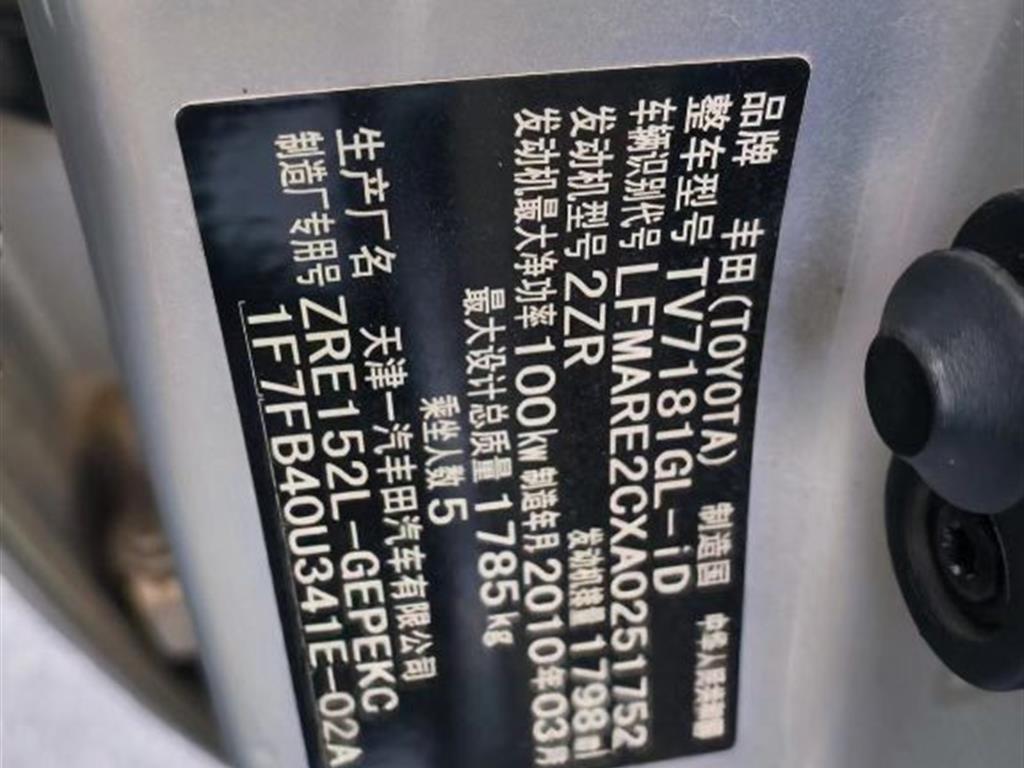 品牌 丰田(TOYOTA) 制造国 中华人民共和国
整车型号 TV7181GL-iD
车辆识别代号 LFMARE2CXA0251752
发动机型号 2ZR 发动机排量 1798ml
发动机最大净功率 100kw 制造年月 2010年03月
最大设计总质量 1785kg
乘坐人数 5
生产厂名 天津一汽丰田汽车有限公司
制造厂专用号 ZRE152L-GEPEKC
1F7FB40U341E-02A